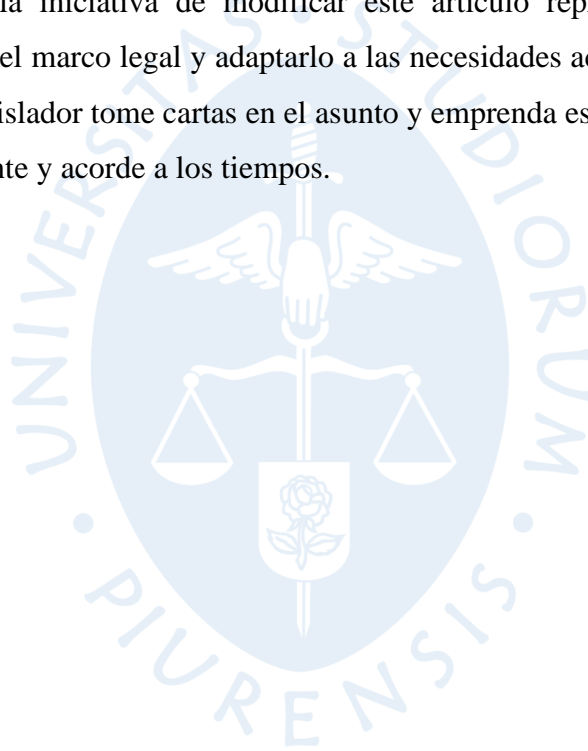 la iniciativa de modificar este artículo rep
el marco legal y adaptarlo a las necesidades a
islador tome cartas en el asunto y emprenda es
nte y acorde a los tiempos.
UNIVERSITAS • STUDIORUM • PIURENSIS